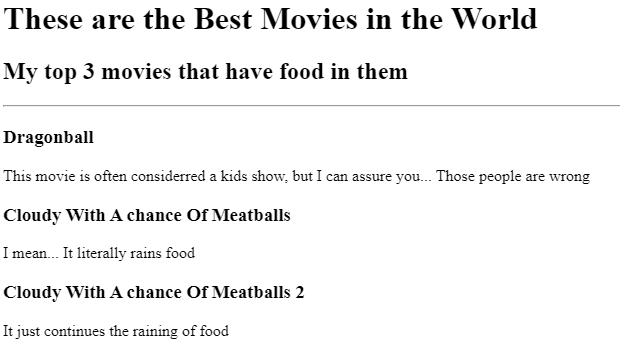 These are the Best Movies in the World
My top 3 movies that have food in them
Dragonball
This movie is often considerred a kids show, but I can assure you... Those people are wrong
Cloudy With A chance Of Meatballs
I mean... It literally rains food
Cloudy With A chance Of Meatballs 2
It just continues the raining of food